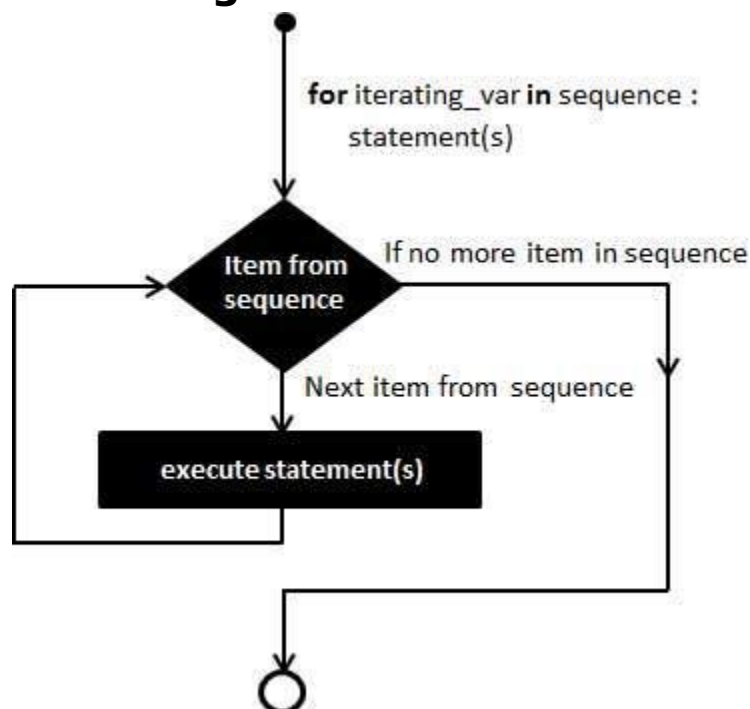 for iterating_var in sequence :
statement(s)
If no more item in sequence
Item from
sequence
Next item from sequence
execute statement(s)